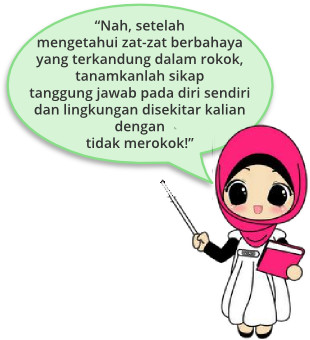 “Nah, setelah
mengetahui zat-zat berbahaya
yang terkandung dalam rokok,
tanamkanlah sikap
tanggung jawab pada diri sendiri
dan lingkungan disekitar kalian
dengan
tidak merokok!”